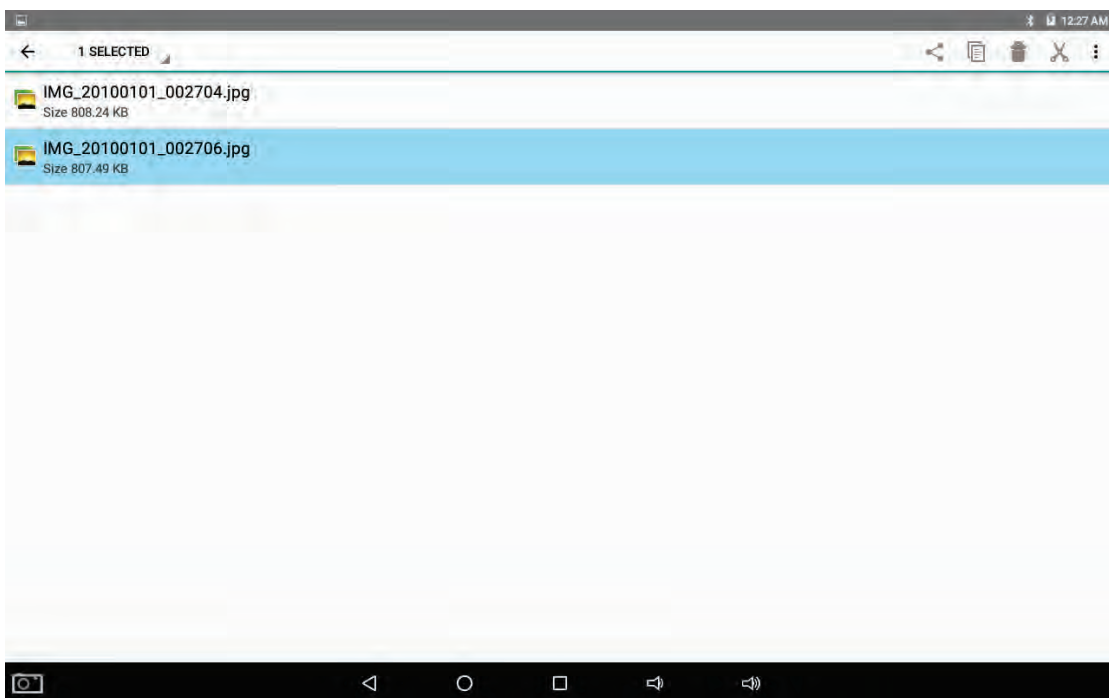 12:27 AM
1 SELECTED
IMG_20100101_002704.jpg
Size 808.24 KB
IMG_20100101_002706.jpg
Size 807.49 KB